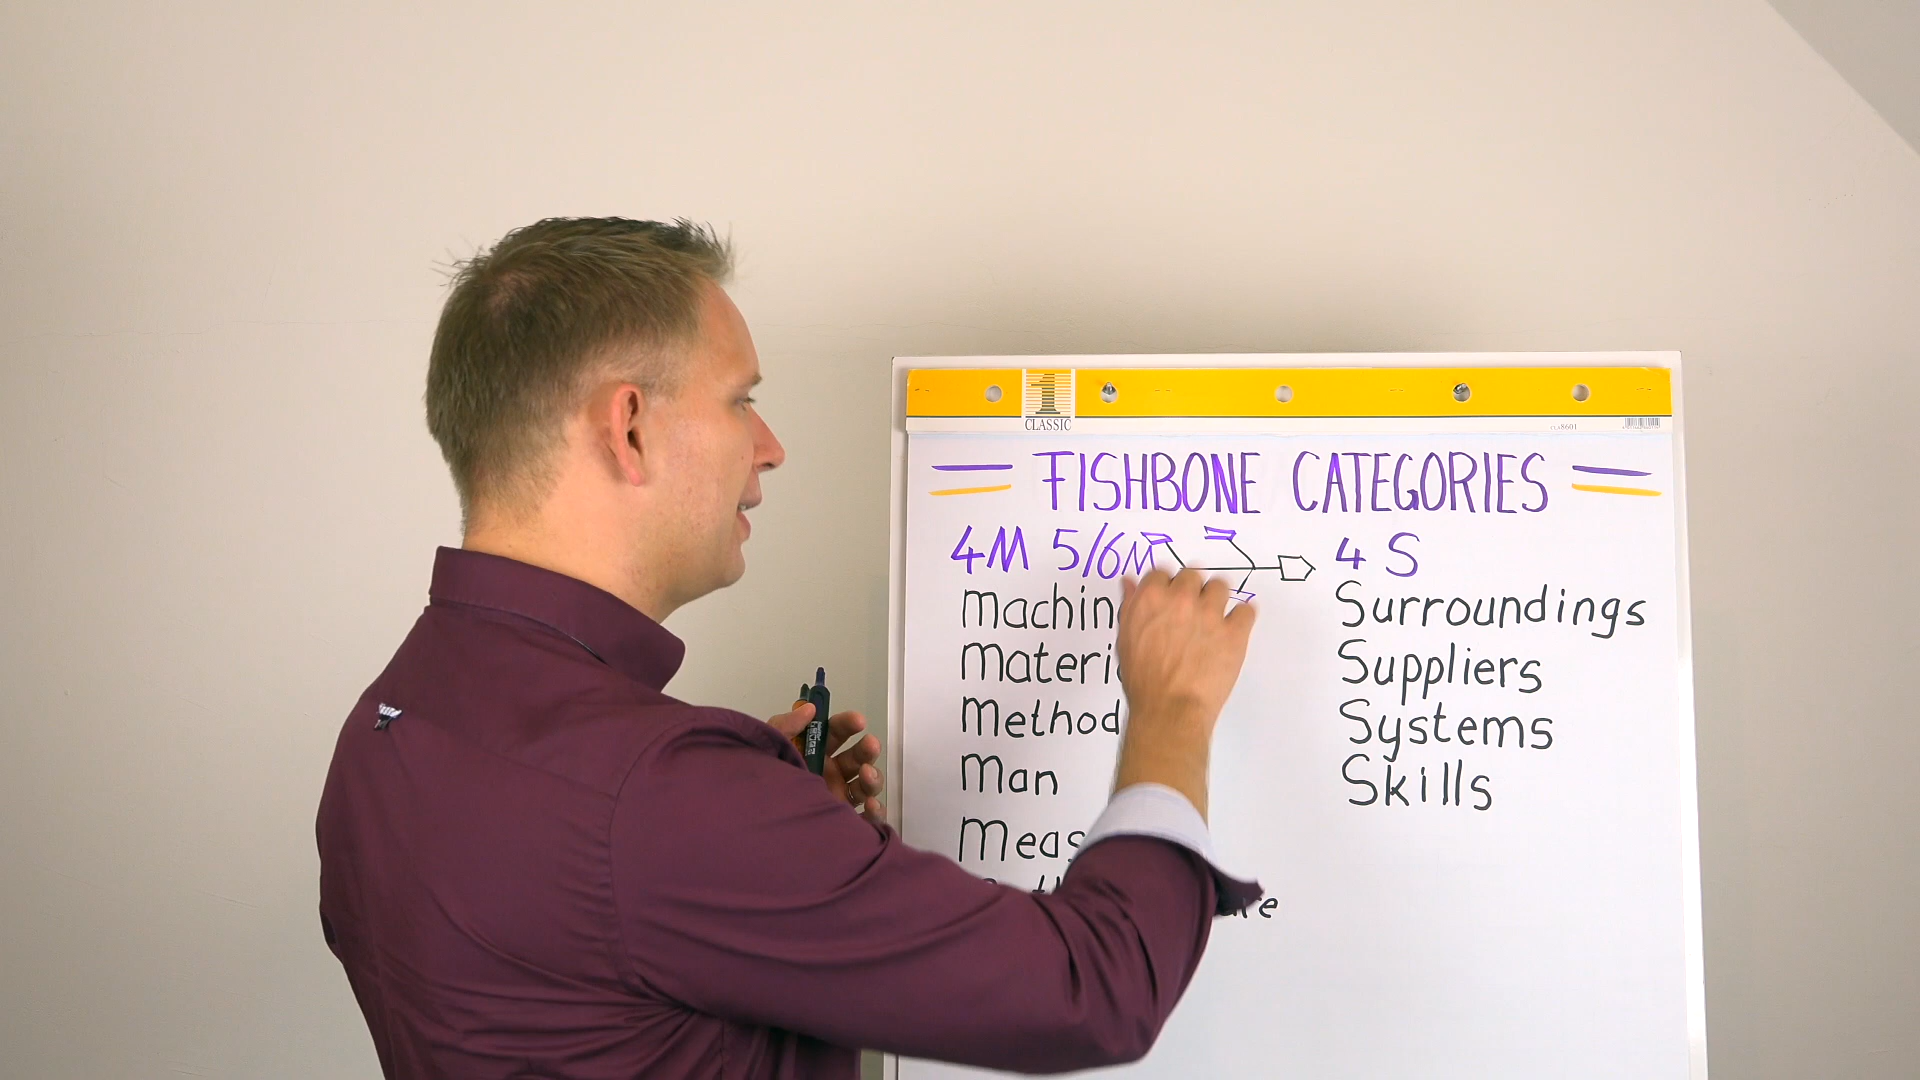 CLASSIC
FISHBONE CATEGORIES
4M 5/6M
4 S
Machin
Materi
Method
Man
Meas
Surroundings
Suppliers
Systems
Skills